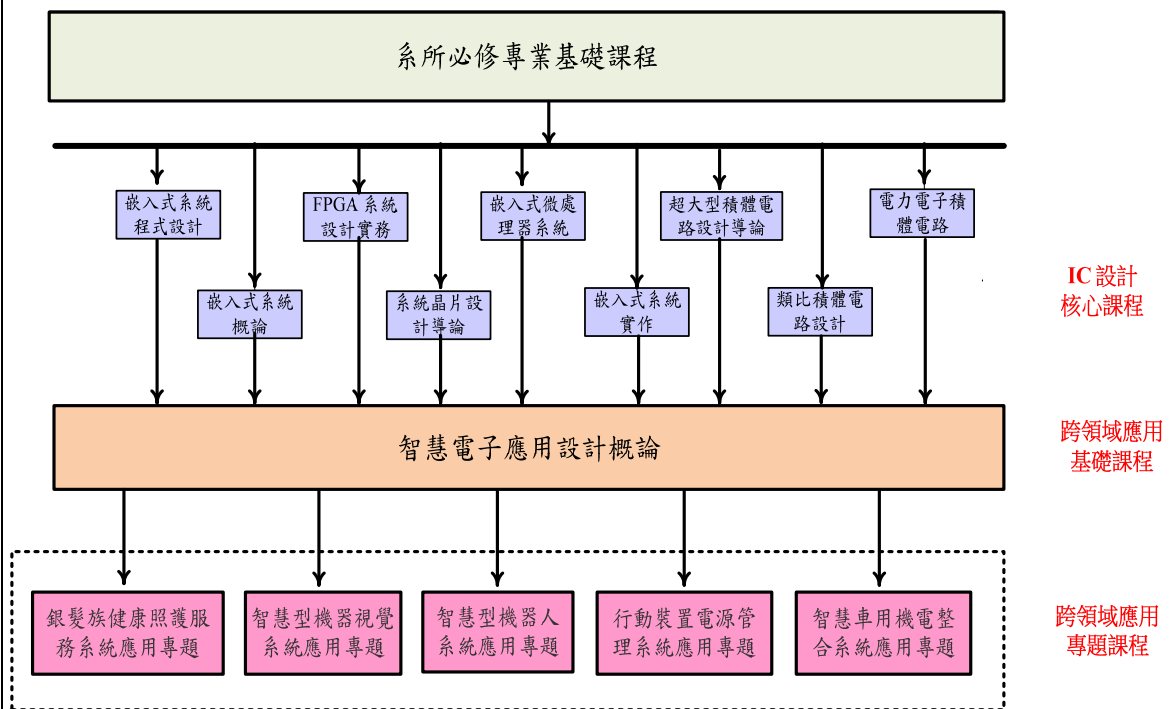 系所必修專業基礎課程
嵌入式系統
程式設計
FPGA 系統
設計實務
嵌入式微處
理器系統
超大型積體電
路設計導論
電力電子積
體電路
嵌入式系統
概論
系統晶片設
計導論
嵌入式系統
實作
類比積體電
路設計
IC 設計
核心課程
智慧電子應用設計概論
跨領域應用
基礎課程
銀髮族健康照護服
務系統應用專題
智慧型機器視覺
系統應用專題
智慧型機器人
系統應用專題
行動裝置電源管
理系統應用專題
智慧車用機電整
合系統應用專題
跨領域應用
專題課程